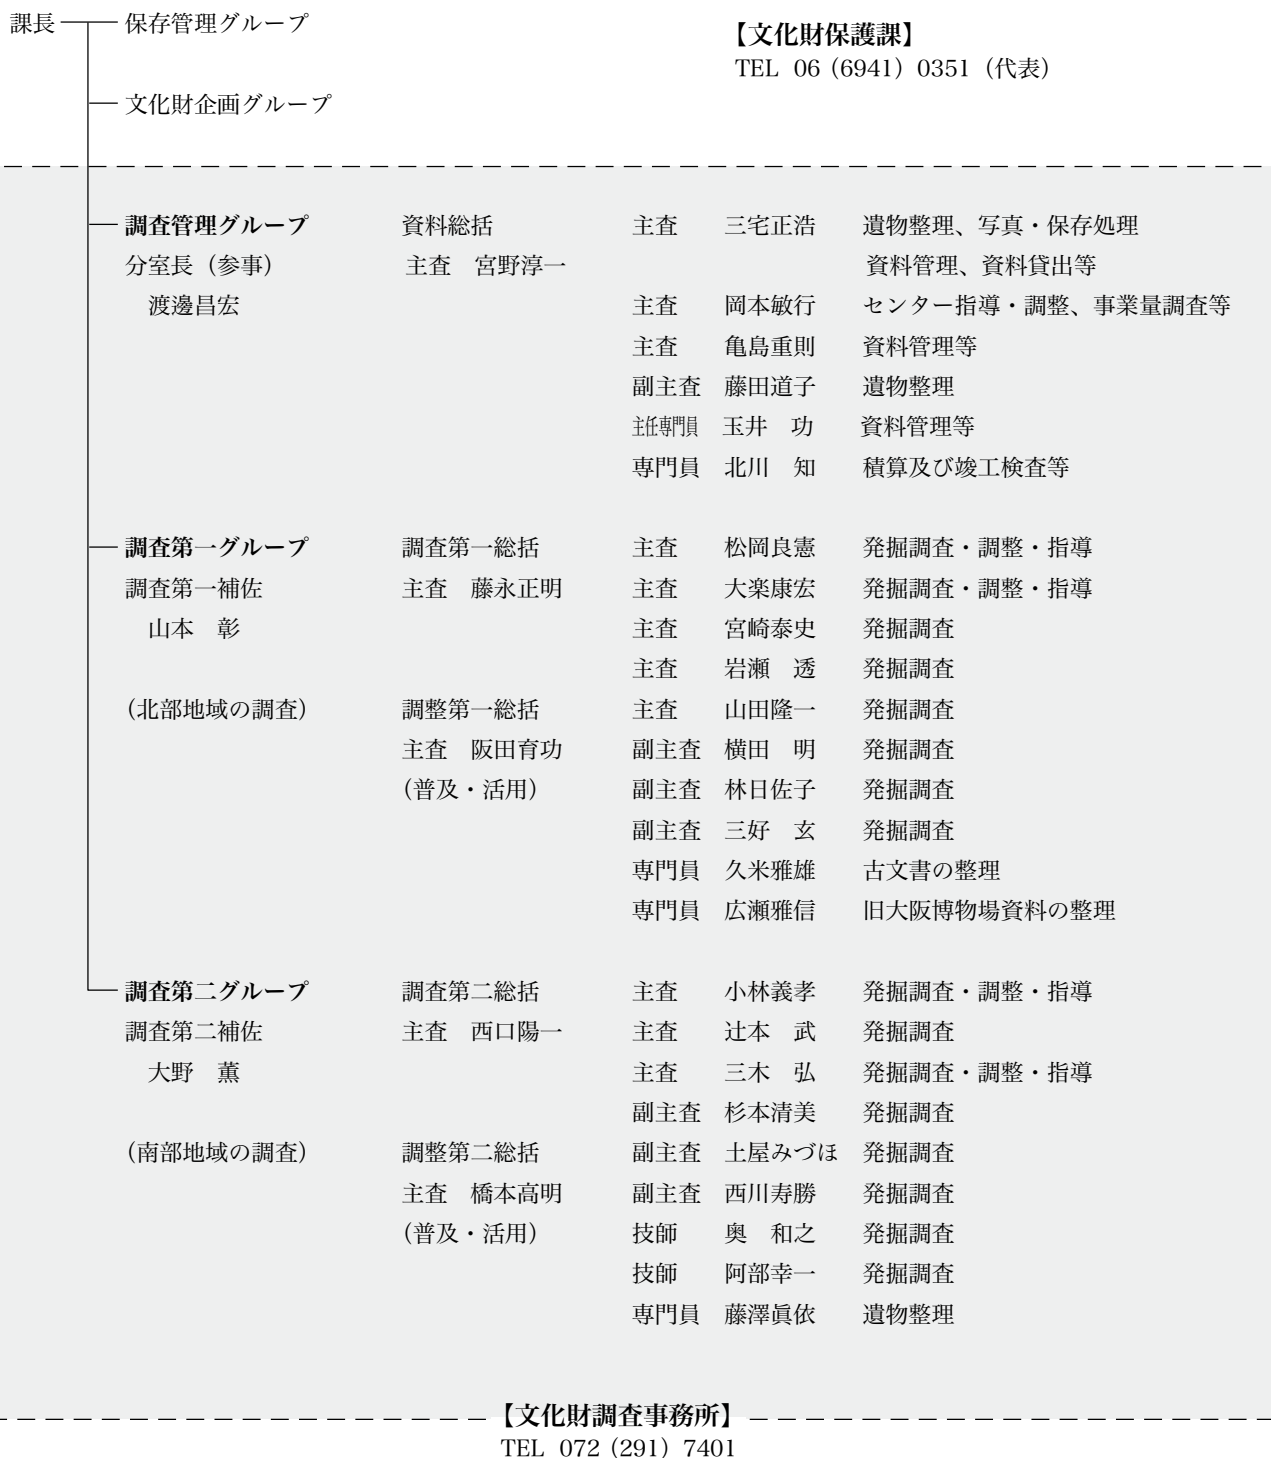 課長 保存管理グループ 【文化財保護課】
TEL 06（6941）0351（代表）
文化財企画グループ
調査管理グループ 資料総括 主査 三宅正浩 遺物整理、写真・保存処理
分室長（参事） 主査 宮野淳一 資料管理、資料貸出等
渡邊昌宏 主査 岡本敏行 センター指導・調整、事業量調査等
主査 亀島重則 資料管理等
副主査 藤田道子 遺物整理
主任専門員 玉井 功 資料管理等
専門員 北川 知 積算及び竣工検査等
調査第一グループ 調査第一総括 主査 松岡良憲 発掘調査・調整・指導
調査第一補佐 主査 藤永正明 主査 大楽康宏 発掘調査・調整・指導
山本 彰 主査 宮崎泰史 発掘調査
主査 岩瀬 透 発掘調査
（北部地域の調査） 調整第一総括 主査 山田隆一 発掘調査
主査 阪田育功 副主査 横田 明 発掘調査
（普及・活用） 副主査 林日佐子 発掘調査
副主査 三好 玄 発掘調査
専門員 久米雅雄 古文書の整理
専門員 広瀬雅信 旧大阪博物場資料の整理
調査第二グループ 調査第二総括 主査 小林義孝 発掘調査・調整・指導
調査第二補佐 主査 西口陽一 主査 辻本 武 発掘調査
大野 薫 主査 三木 弘 発掘調査・調整・指導
副主査 杉本清美 発掘調査
（南部地域の調査） 調整第二総括 副主査 土屋みづほ 発掘調査
主査 橋本高明 副主査 西川寿勝 発掘調査
（普及・活用） 技師 奥 和之 発掘調査
技師 阿部幸一 発掘調査
専門員 藤澤眞依 遺物整理
【文化財調査事務所】
TEL 072（291）7401